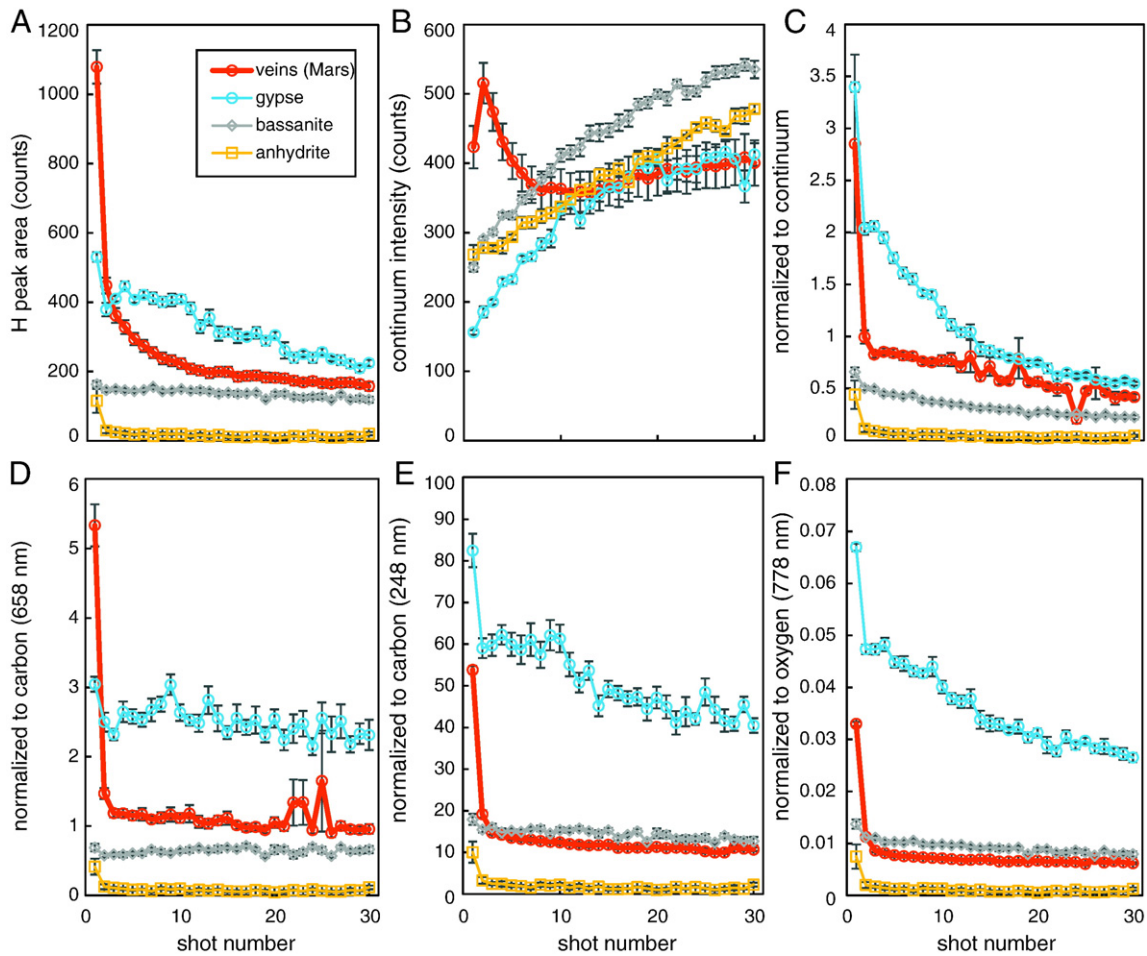 A
H peak area (counts)
1200
1000
800
600
400
200
0
veins (Mars)
gypse
bassanite
anhydrite
B
continuum intensity (counts)
600
500
400
300
200
100
0
C
normalized to continuum
4
3.5
3
2.5
2
1.5
1
0.5
0
D
normalized to carbon (658 nm)
6
5
4
3
2
1
0
0 10 20 30
shot number
E
normalized to carbon (248 nm)
100
90
80
70
60
50
40
30
20
10
0
0 10 20 30
shot number
F
normalized to oxygen (778 nm)
0.08
0.07
0.06
0.05
0.04
0.03
0.02
0.01
0
0 10 20 30
shot number